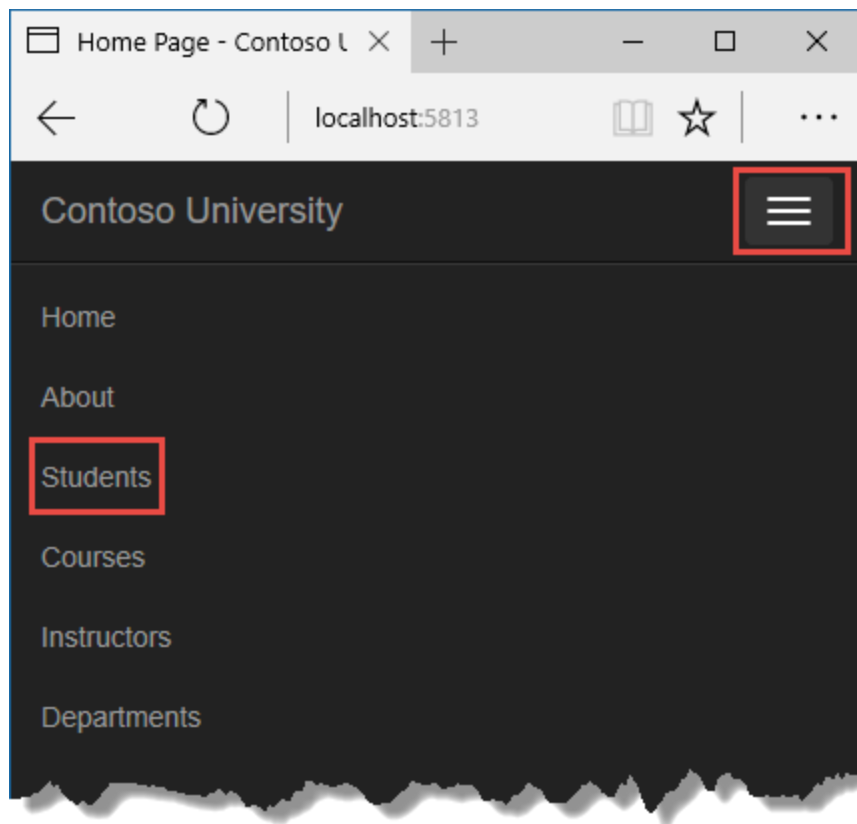 Home Page - Contoso U
localhost:5813
Contoso University
Home
About
Students
Courses
Instructors
Departments